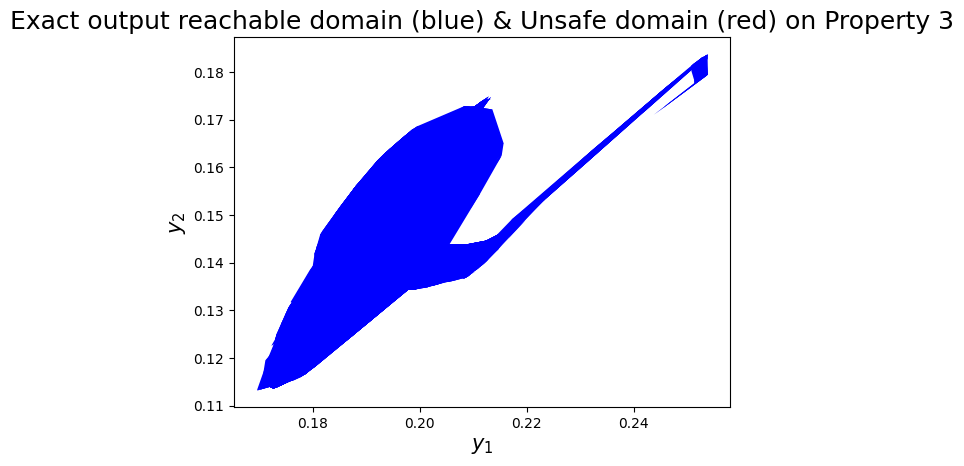 Exact output reachable domain (blue) & Unsafe domain (red) on Property 3
0.18
0.17
0.16
0.15
0.14
0.13
0.12
0.11
y₂
0.18 0.20 0.22 0.24
y₁